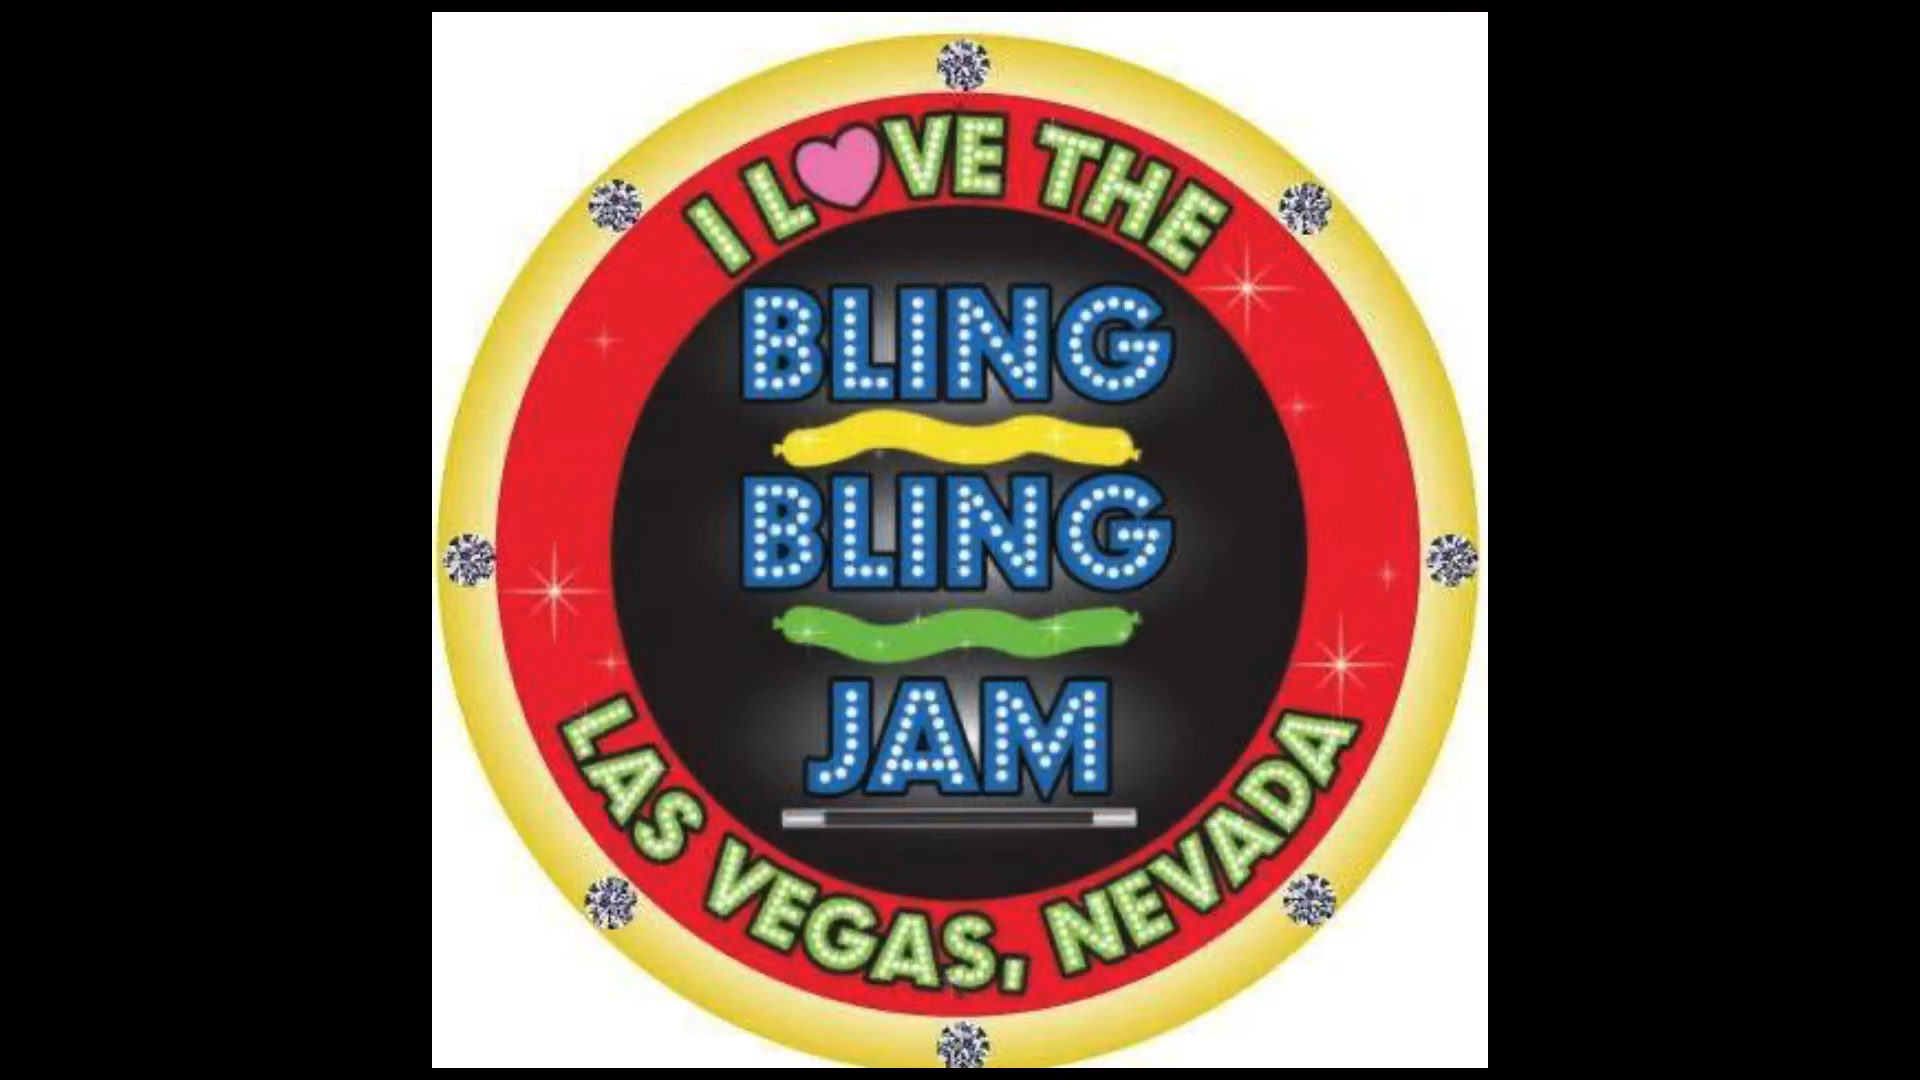 I LOVE THE
BLING
BLING
JAM
LAS VEGAS, NEVADA